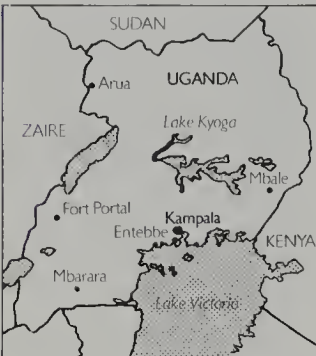 SUDAN
UGANDA
Arua
Lake Kyoga
ZAIRE
Mbale
Fort Portal
Kampala
Entebbe
KENYA
Mbarara
Lake Victoria